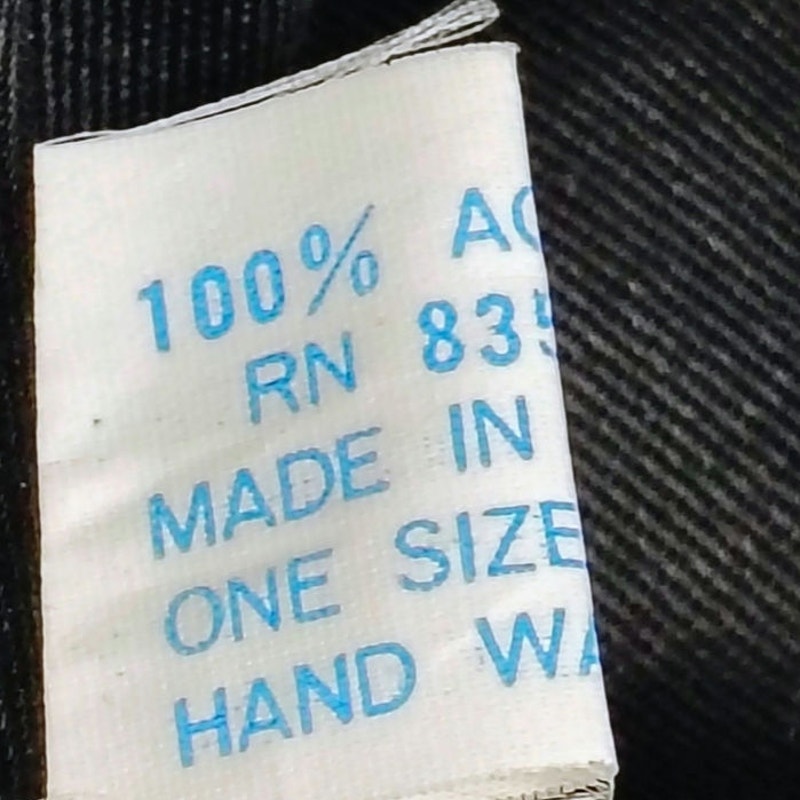 100% AC
RN 835
MADE IN
ONE SIZE
HAND WA